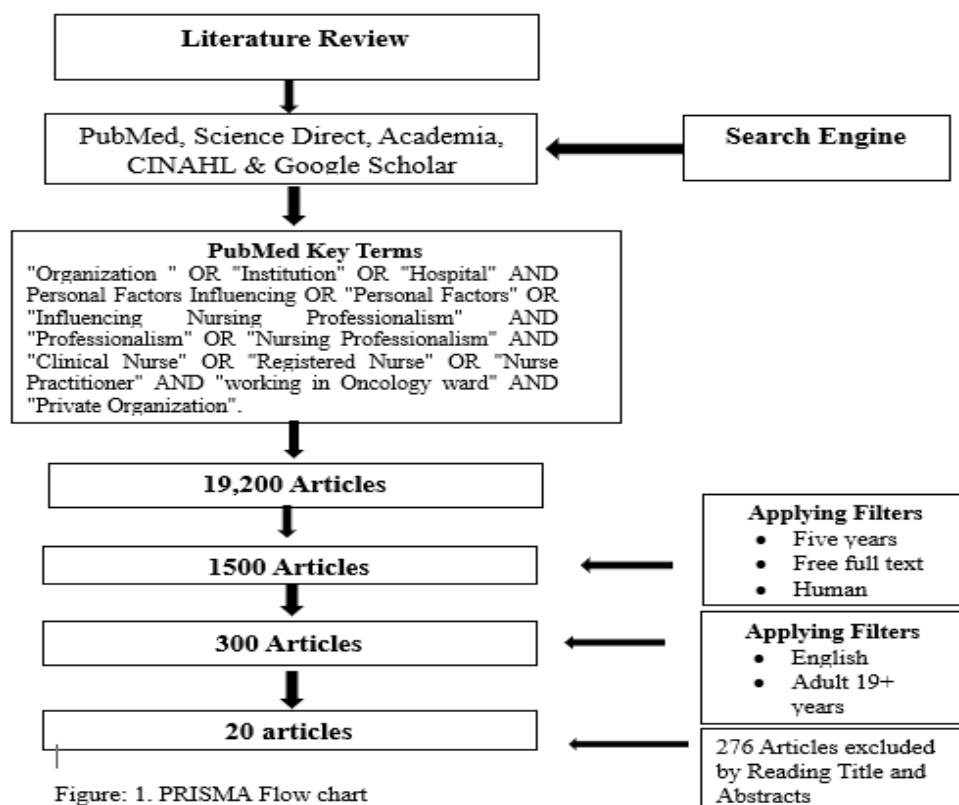 Literature Review
PubMed, Science Direct, Academia,
CINAHL & Google Scholar
Search Engine
PubMed Key Terms
"Organization " OR "Institution" OR "Hospital" AND
Personal Factors Influencing OR "Personal Factors" OR
"Influencing Nursing Professionalism" AND
"Professionalism" OR "Nursing Professionalism" AND
"Clinical Nurse" OR "Registered Nurse" OR "Nurse
Practitioner" AND "working in Oncology ward" AND
"Private Organization".
19,200 Articles
Applying Filters
• Five years
• Free full text
• Human
1500 Articles
Applying Filters
• English
• Adult 19+
years
300 Articles
20 articles
276 Articles excluded
by Reading Title and
Abstracts
Figure: 1. PRISMA Flow chart